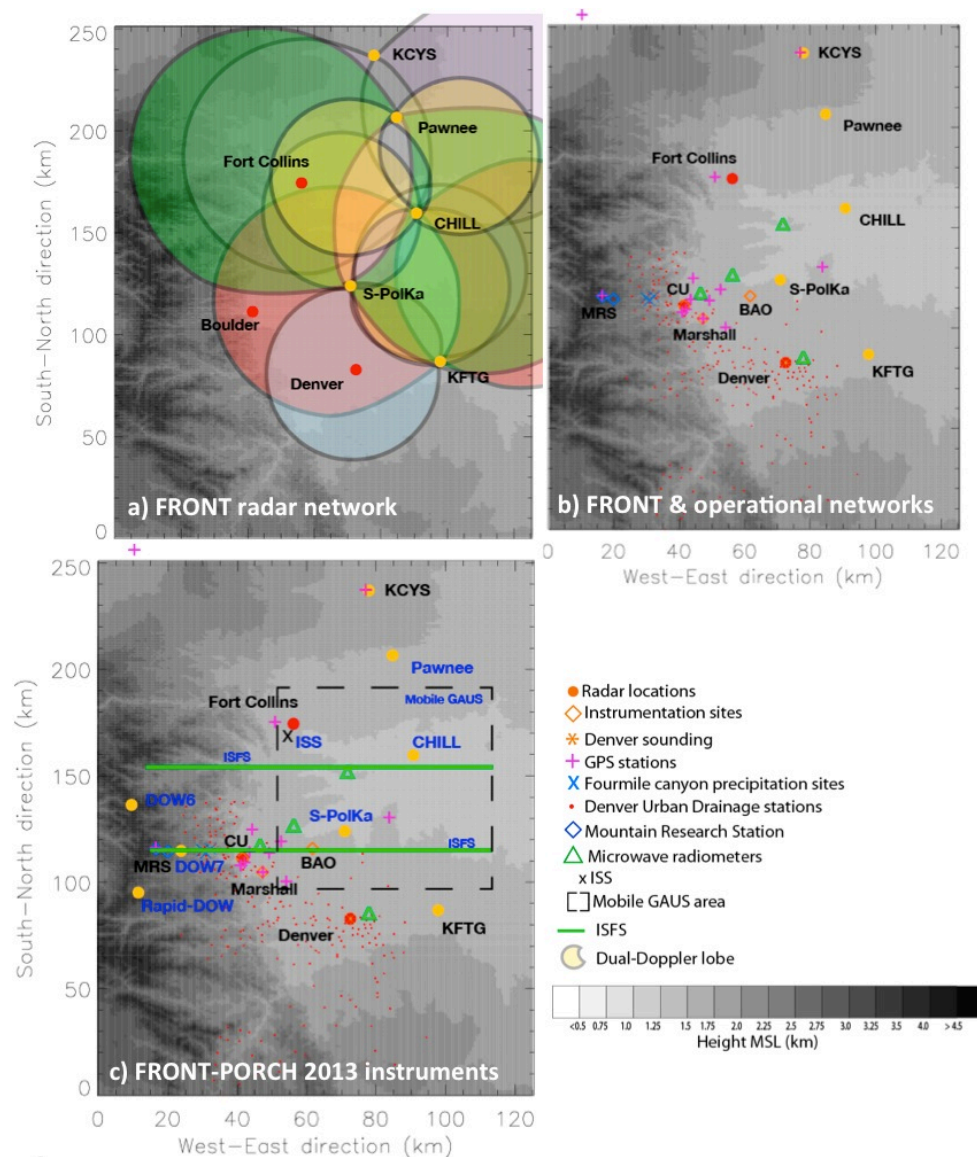 250
200
150
100
50
0
South-North direction (km)
KCYS
Pawnee
Fort Collins
CHILL
S-PolKa
Boulder
Denver
KFTG
a) FRONT radar network
KCYS
Pawnee
Fort Collins
CHILL
S-PolKa
CU
MRS
BAO
Marshall
Denver
KFTG
b) FRONT & operational networks
0 20 40 60 80 100 120
West-East direction (km)
250
200
150
100
50
0
South-North direction (km)
KCYS
Pawnee
Mobile GAUS
Fort Collins
ISS
CHILL
ISFS
DOW6
S-PolKa
CU
ISFS
MRS DOW7
BAO
Marshall
Rapid-DOW
Denver
KFTG
c) FRONT-PORCH 2013 instruments
0 20 40 60 80 100 120
West-East direction (km)
Radar locations
Instrumentation sites
Denver sounding
GPS stations
Fourmile canyon precipitation sites
Denver Urban Drainage stations
Mountain Research Station
Microwave radiometers
x ISS
Mobile GAUS area
ISFS
Dual-Doppler lobe
<0.5 0.75 1.0 1.25 1.5 1.75 2.0 2.25 2.5 3.0 3.5 4.0 >4.5
Height MSL (km)